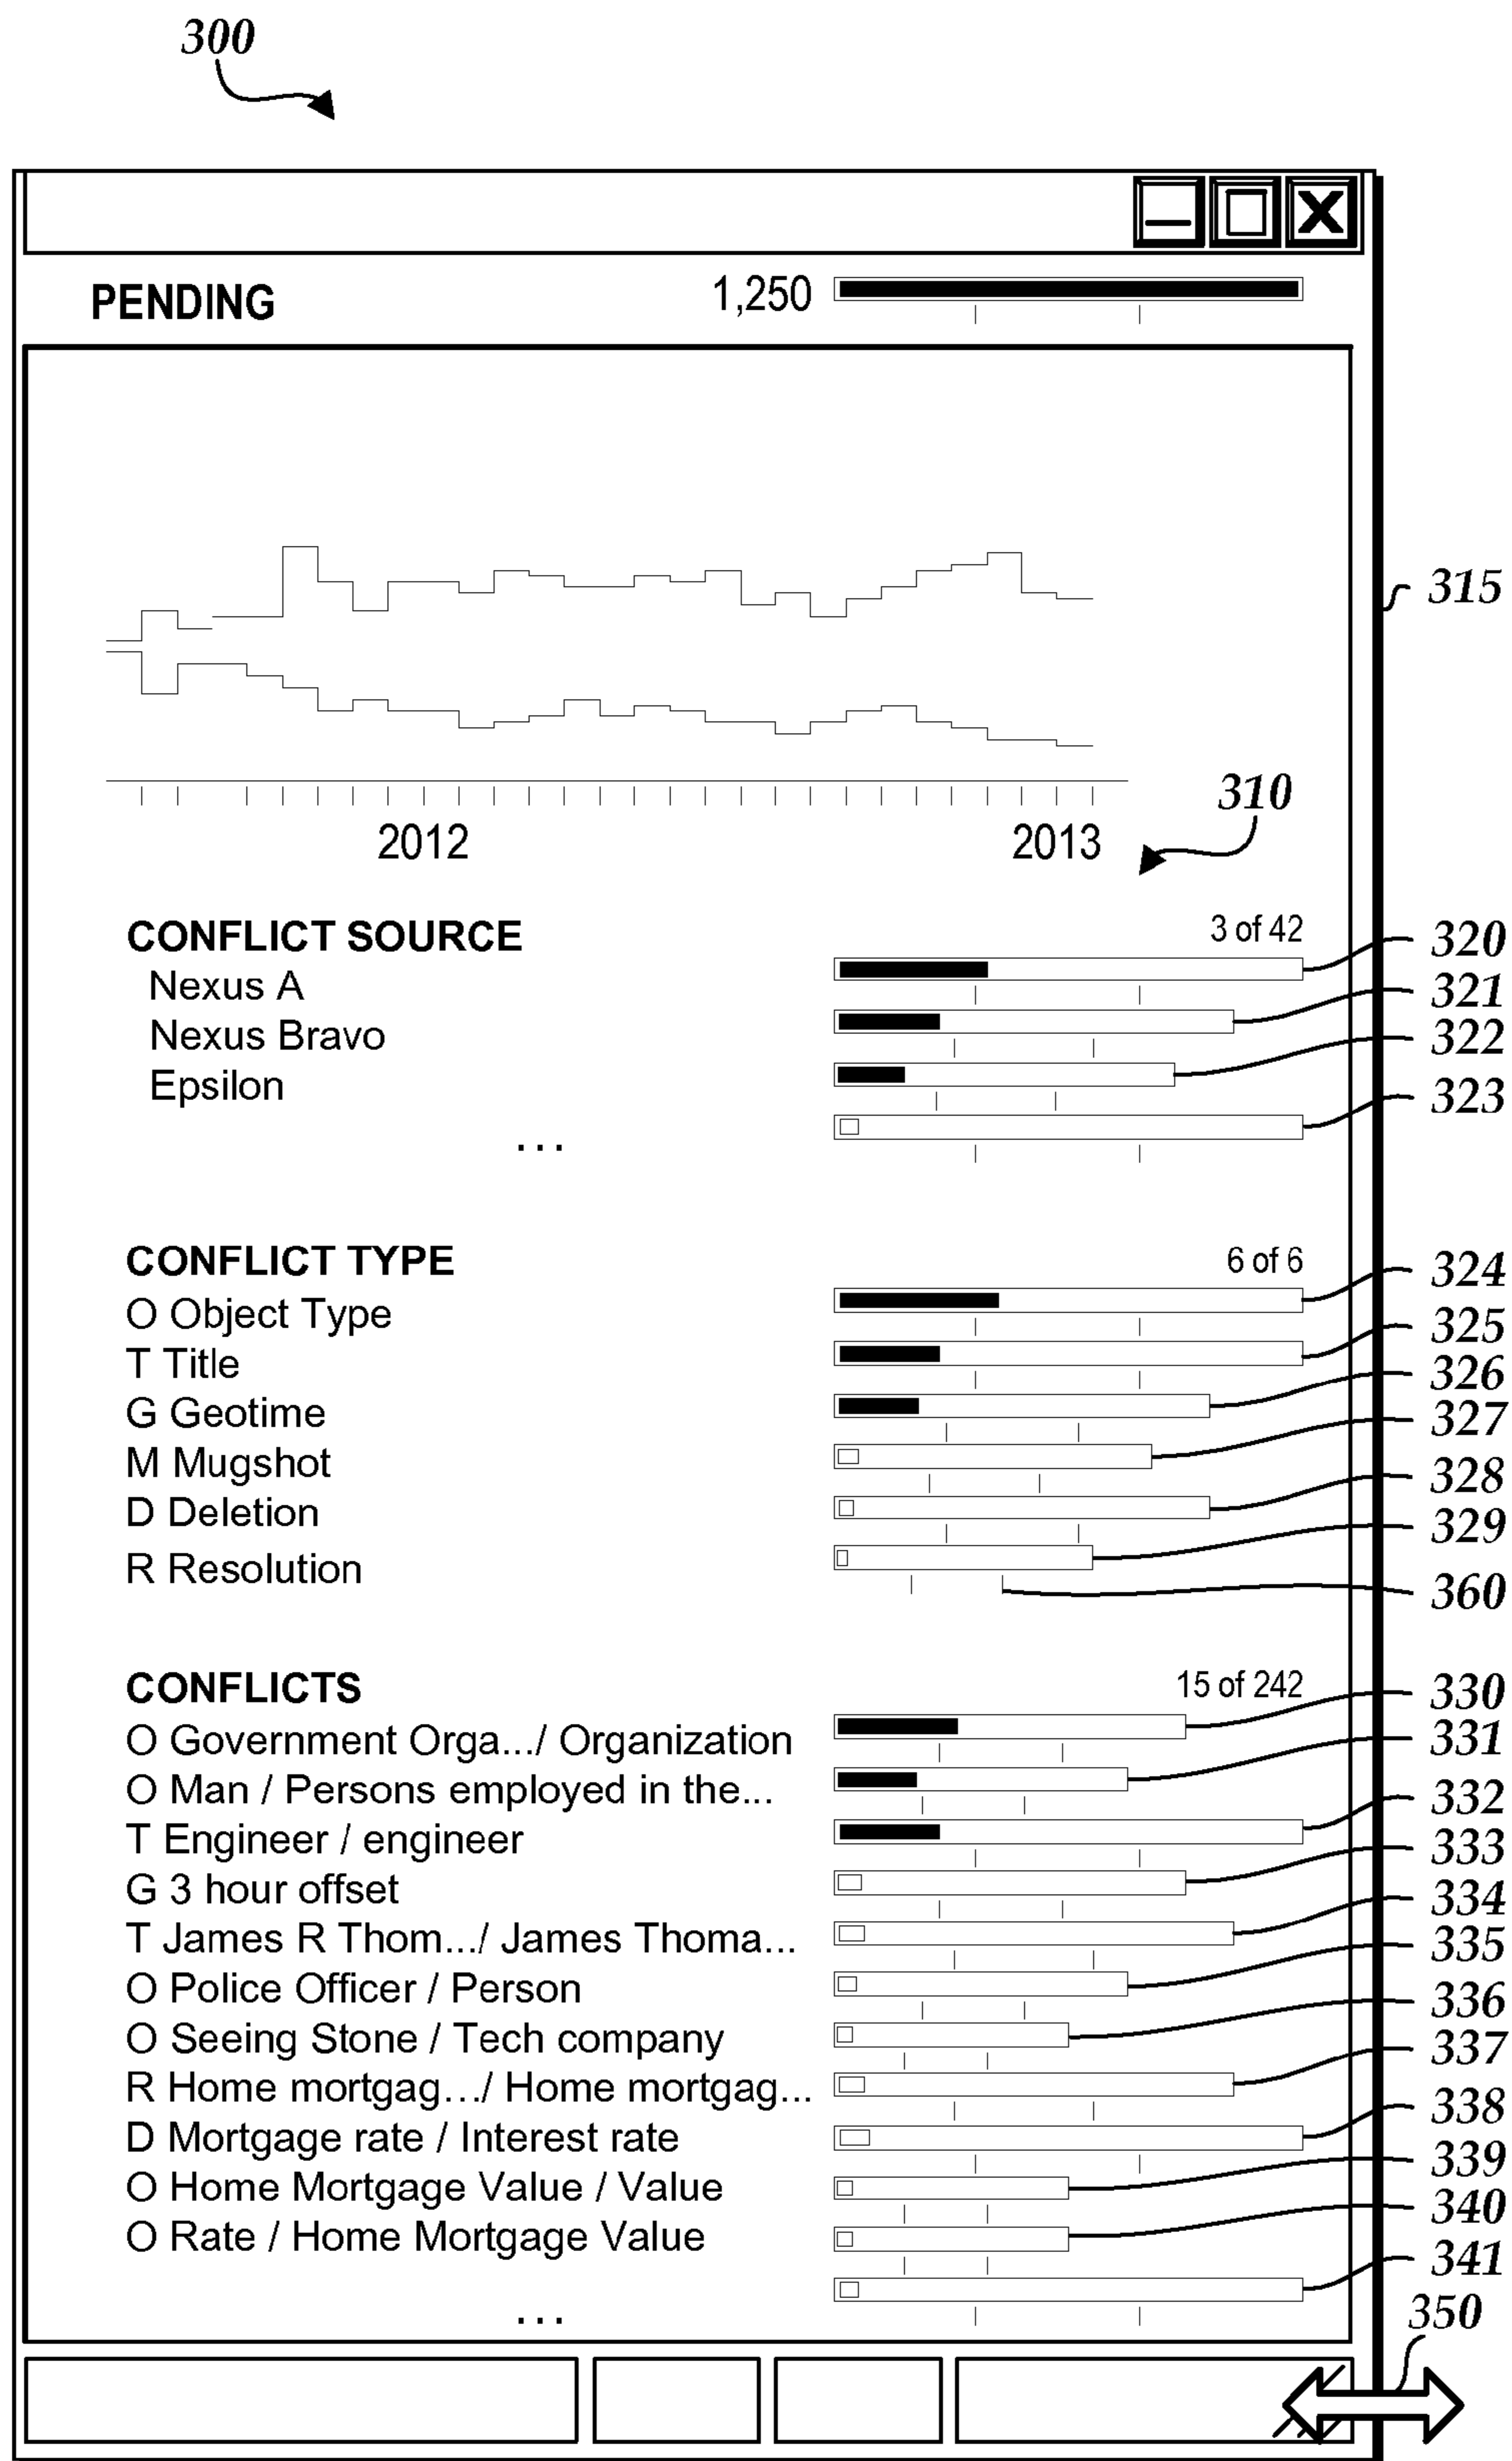 300
PENDING 1,250
315
310
2012 2013
CONFLICT SOURCE 3 of 42 320
Nexus A 321
Nexus Bravo 322
Epsilon 323
...
CONFLICT TYPE 6 of 6 324
O Object Type 325
T Title 326
G Geotime 327
M Mugshot 328
D Deletion 329
R Resolution 360
CONFLICTS 15 of 242 330
O Government Orga.../ Organization 331
O Man / Persons employed in the... 332
T Engineer / engineer 333
G 3 hour offset 334
T James R Thom.../ James Thoma... 335
O Police Officer / Person 336
O Seeing Stone / Tech company 337
R Home mortgag.../ Home mortgag... 338
D Mortgage rate / Interest rate 339
O Home Mortgage Value / Value 340
O Rate / Home Mortgage Value 341
...
350